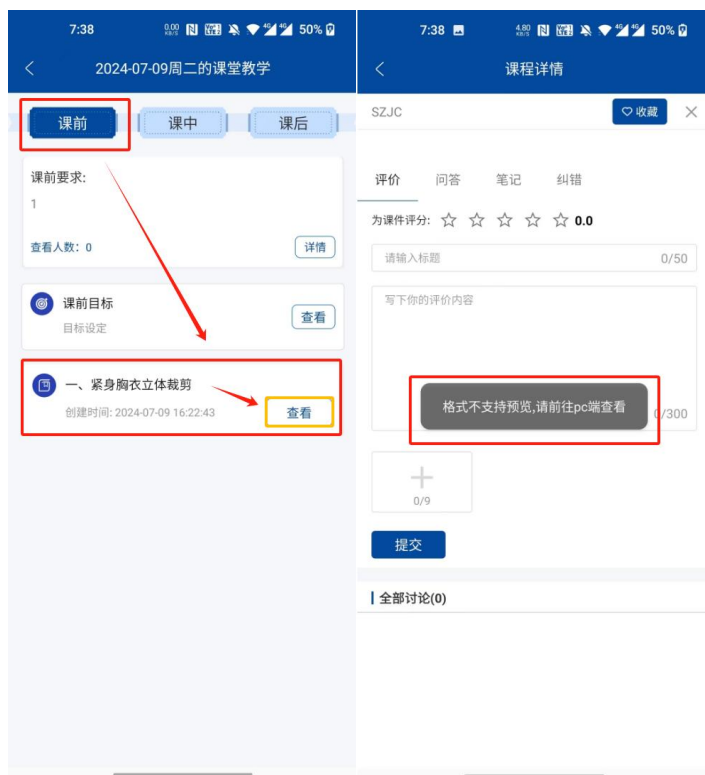 7:38 0.00 KB/S 50%
2024-07-09周二的课堂教学
课前 课中 课后
课前要求:
1
查看人数: 0 详情
课前目标
目标设定
查看
一、紧身胸衣立体裁剪
创建时间: 2024-07-09 16:22:43
查看
7:38 4.80 KB/S 50%
课程详情
SZJC 收藏
评价 问答 笔记 纠错
为课件评分: 0.0
请输入标题 0/50
写下你的评价内容
格式不支持预览,请前往pc端查看
0/300
0/9
提交
全部讨论(0)